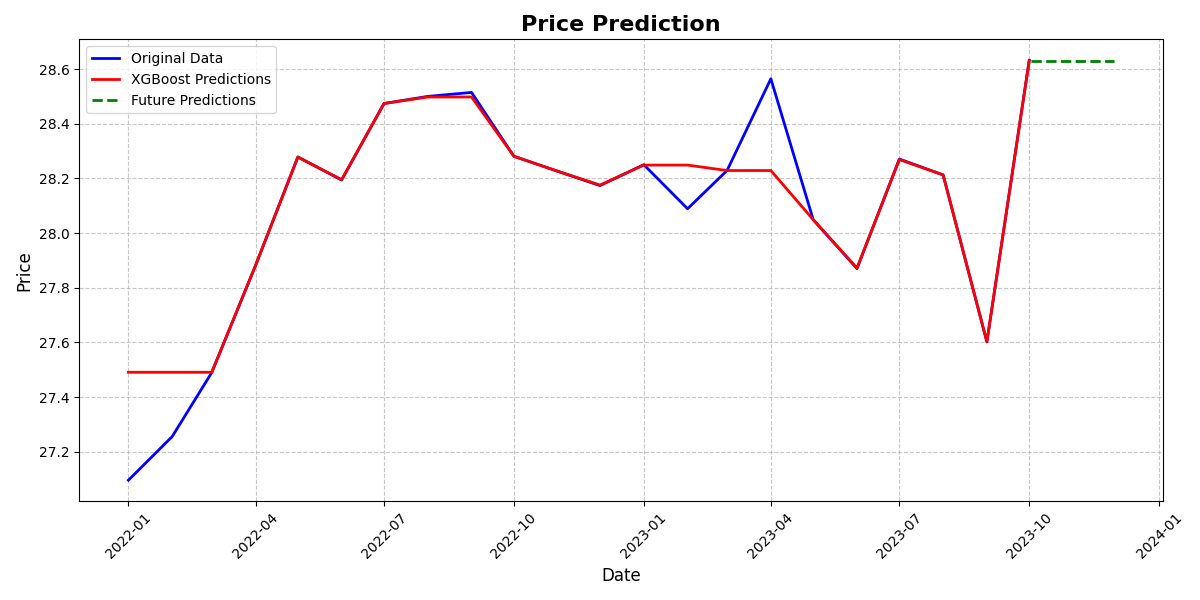 Price Prediction
Original Data
XGBoost Predictions
Future Predictions
Price
28.6
28.4
28.2
28.0
27.8
27.6
27.4
27.2
2022-01
2022-04
2022-07
2022-10
2023-01
2023-04
2023-07
2023-10
2024-01
Date